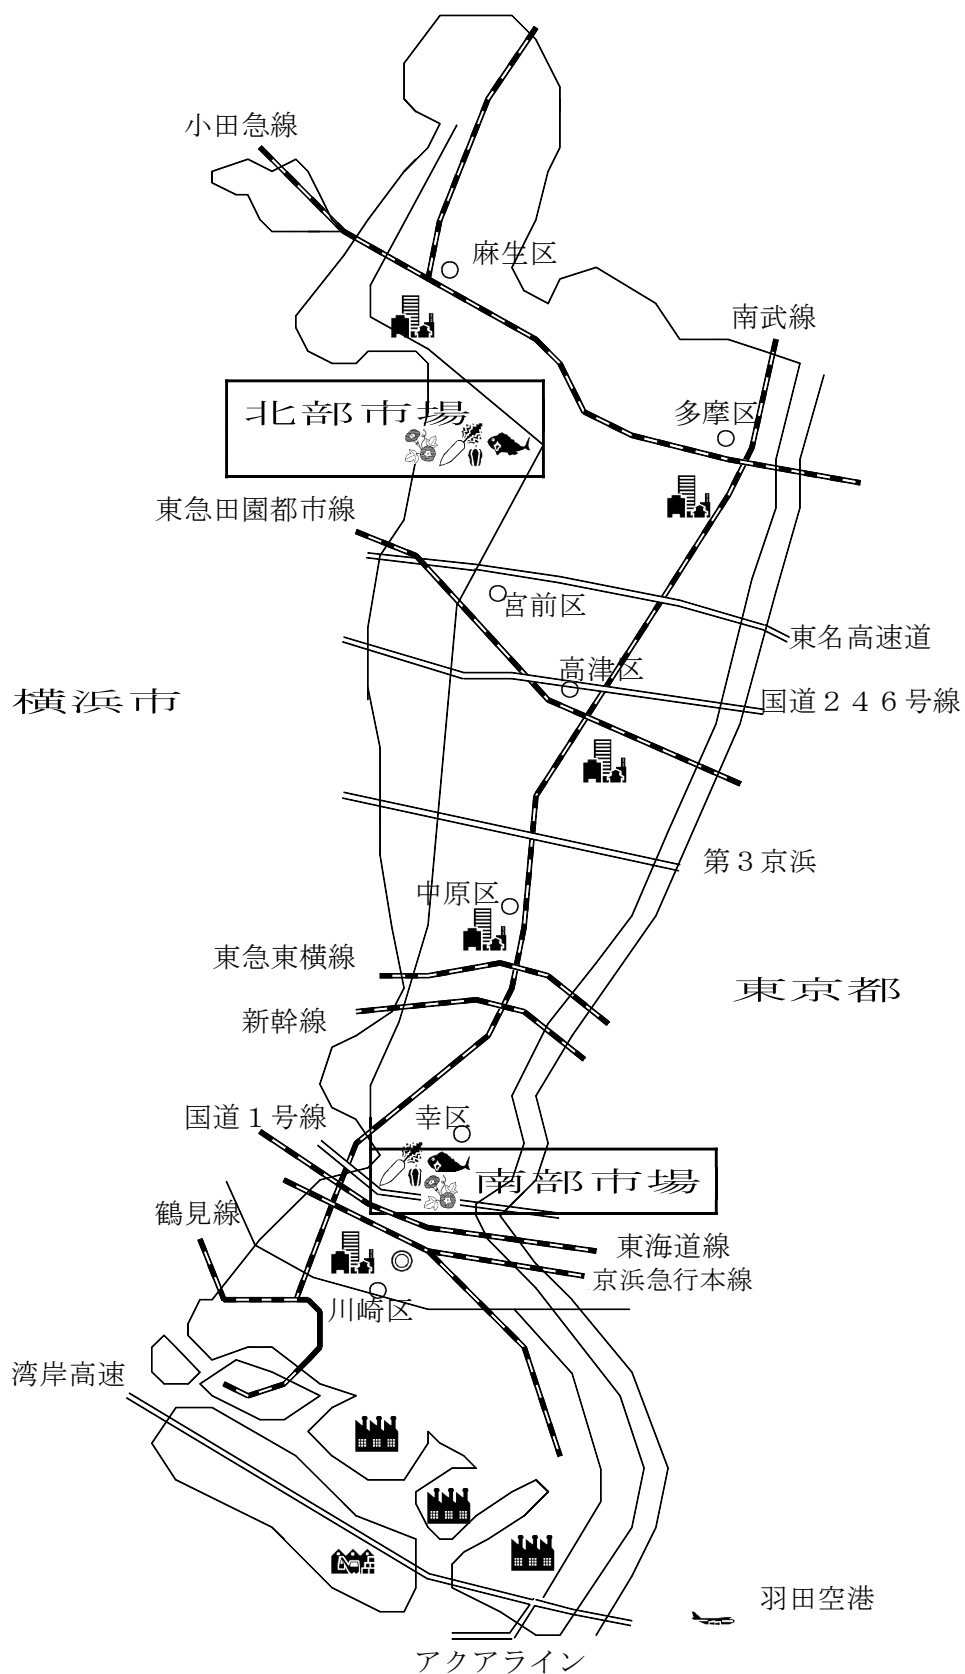 小田急線
麻生区
南武線
北部市場
多摩区
東急田園都市線
宮前区
東名高速道
高津区
横浜市
国道２４６号線
第３京浜
中原区
東急東横線
東京都
新幹線
国道１号線
幸区
南部市場
鶴見線
東海道線
京浜急行本線
川崎区
湾岸高速
羽田空港
アクアライン